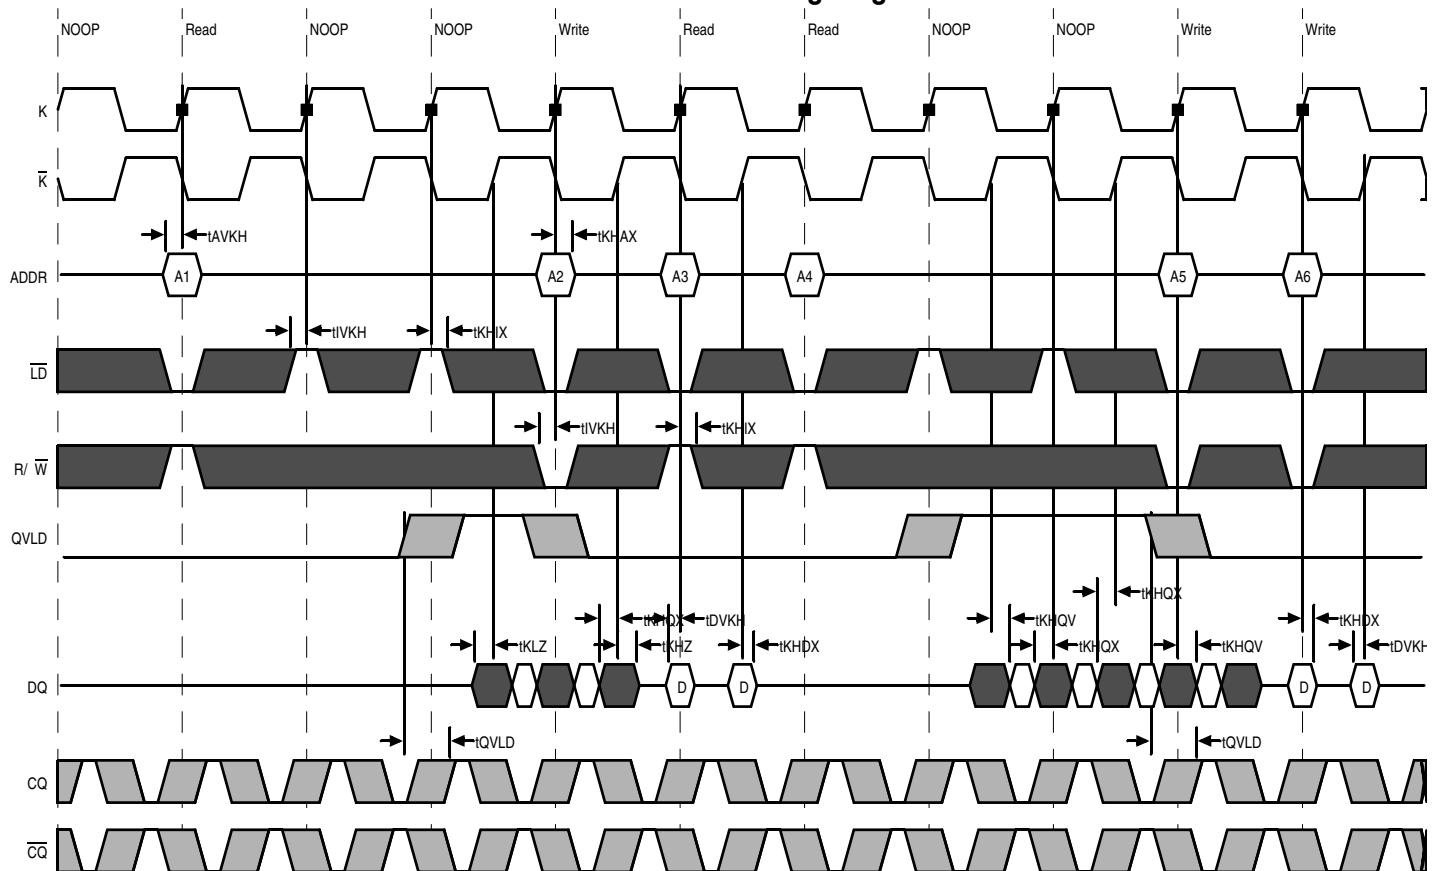 NOOP Read NOOP NOOP Write Read Read NOOP NOOP Write Write
K
K
tAVKH tKHAX
ADDR A1 A2 A3 A4 A5 A6
tIVKH tKHIX
LD
tIVKH tKHIX
R/ W
QVLD
tKHQX
tKHQX tDVKH tKHQV tKHDX
tKLZ tKHZ tKHDX tKHQX tKHQV tDVKH
DQ D D D D
tQVLD tQVLD
CQ
CQ